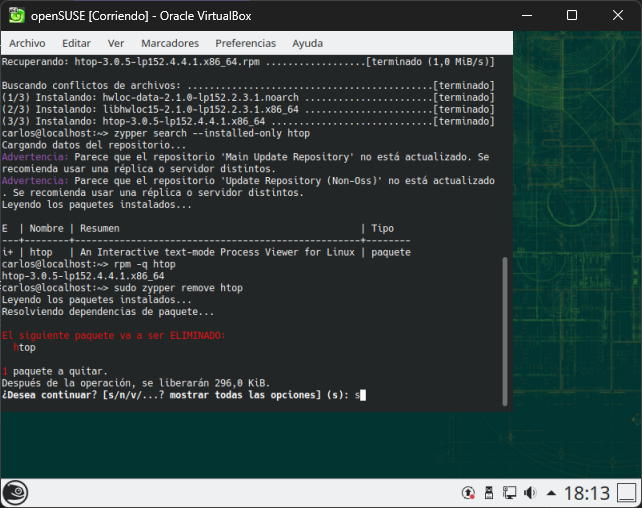 openSUSE [Corriendo] - Oracle VirtualBox
Archivo Editar Ver Marcadores Preferencias Ayuda
Recuperando: htop-3.0.5-lp152.4.4.1.x86_64.rpm ..................[terminado (1,0 MiB/s)]
Buscando conflictos de archivos: .........................................[terminado]
(1/3) Instalando: hwloc-data-2.1.0-lp152.2.3.1.noarch .....................[terminado]
(2/3) Instalando: libhwloc15-2.1.0-lp152.2.3.1.x86_64 .....................[terminado]
(3/3) Instalando: htop-3.0.5-lp152.4.4.1.x86_64 ...........................[terminado]
carlos@localhost:~> zypper search --installed-only htop
Cargando datos del repositorio...
Advertencia: Parece que el repositorio 'Main Update Repository' no está actualizado. Se
recomienda usar una réplica o servidor distintos.
Advertencia: Parece que el repositorio 'Update Repository (Non-Oss)' no está actualizado
. Se recomienda usar una réplica o servidor distintos.
Leyendo los paquetes instalados...
E | Nombre | Resumen | Tipo
---+--------+------------------------------------------------+--------
i+ | htop | An Interactive text-mode Process Viewer for Linux | paquete
carlos@localhost:~> rpm -q htop
htop-3.0.5-lp152.4.4.1.x86_64
carlos@localhost:~> sudo zypper remove htop
Leyendo los paquetes instalados...
Resolviendo dependencias de paquete...
El siguiente paquete va a ser ELIMINADO:
htop
1 paquete a quitar.
Después de la operación, se liberarán 296,0 KiB.
¿Desea continuar? [s/n/v/...? mostrar todas las opciones] (s): s
18:13